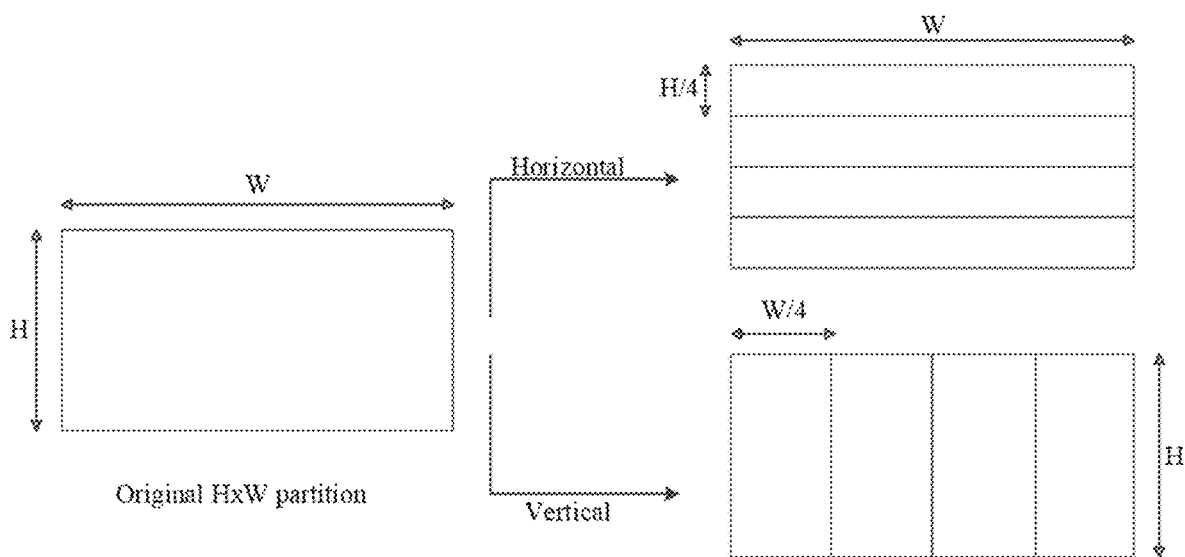 W
H
Original HxW partition
Horizontal
Vertical
W
H/4
W/4
H